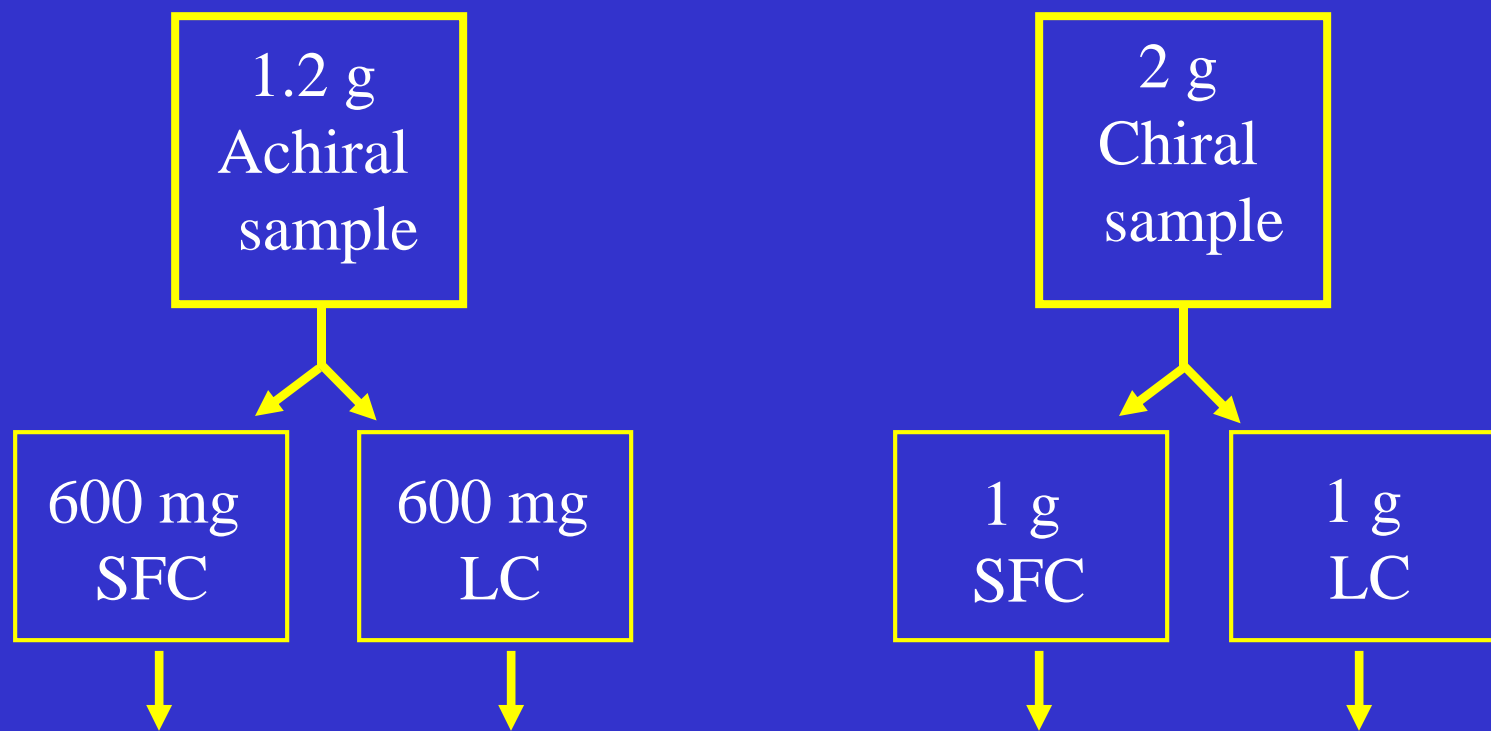 1.2 g
Achiral
sample
2 g
Chiral
sample
600 mg
SFC
600 mg
LC
1 g
SFC
1 g
LC